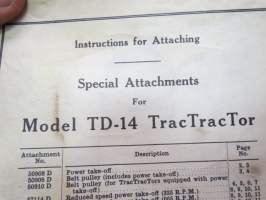 Instructions for Attaching
Special Attachments
For
Model TD-14 TracTracTor
Attachment No. Description Page No.
50908 D Power take-off 2, 3
50909 D Belt pulley (includes power take-off) 3, 4
50910 D Belt pulley (for TracTracTors equipped with power take-off)
Reduced speed power take-off